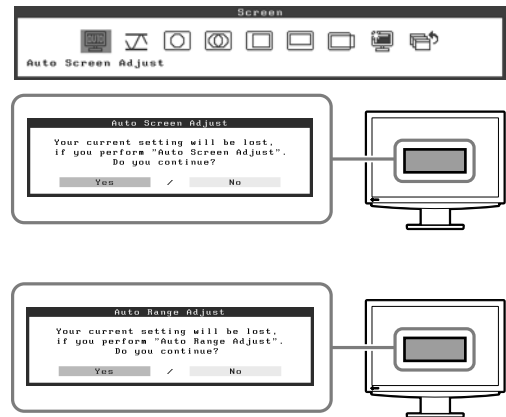 Screen
Auto Screen Adjust
Auto Screen Adjust
Your current setting will be lost,
if you perform "Auto Screen Adjust".
Do you continue?
Yes / No
Auto Range Adjust
Your current setting will be lost,
if you perform "Auto Range Adjust".
Do you continue?
Yes / No